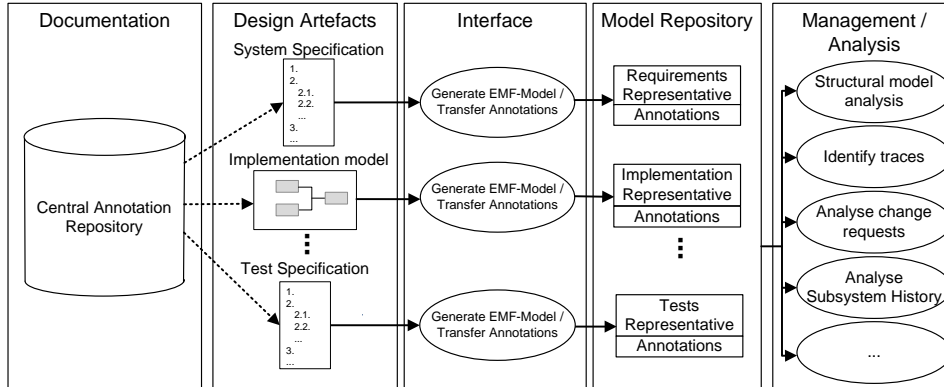 Documentation
Central Annotation
Repository
Design Artefacts
System Specification
1.
2.
2.1.
2.2.
...
3.
...
Implementation model
Test Specification
1.
2.
2.1.
2.2.
...
3.
...
Interface
Generate EMF-Model /
Transfer Annotations
Generate EMF-Model /
Transfer Annotations
Generate EMF-Model /
Transfer Annotations
Model Repository
Requirements
Representative
Annotations
Implementation
Representative
Annotations
Tests
Representative
Annotations
Management /
Analysis
Structural model
analysis
Identify traces
Analyse change
requests
Analyse
Subsystem History
...